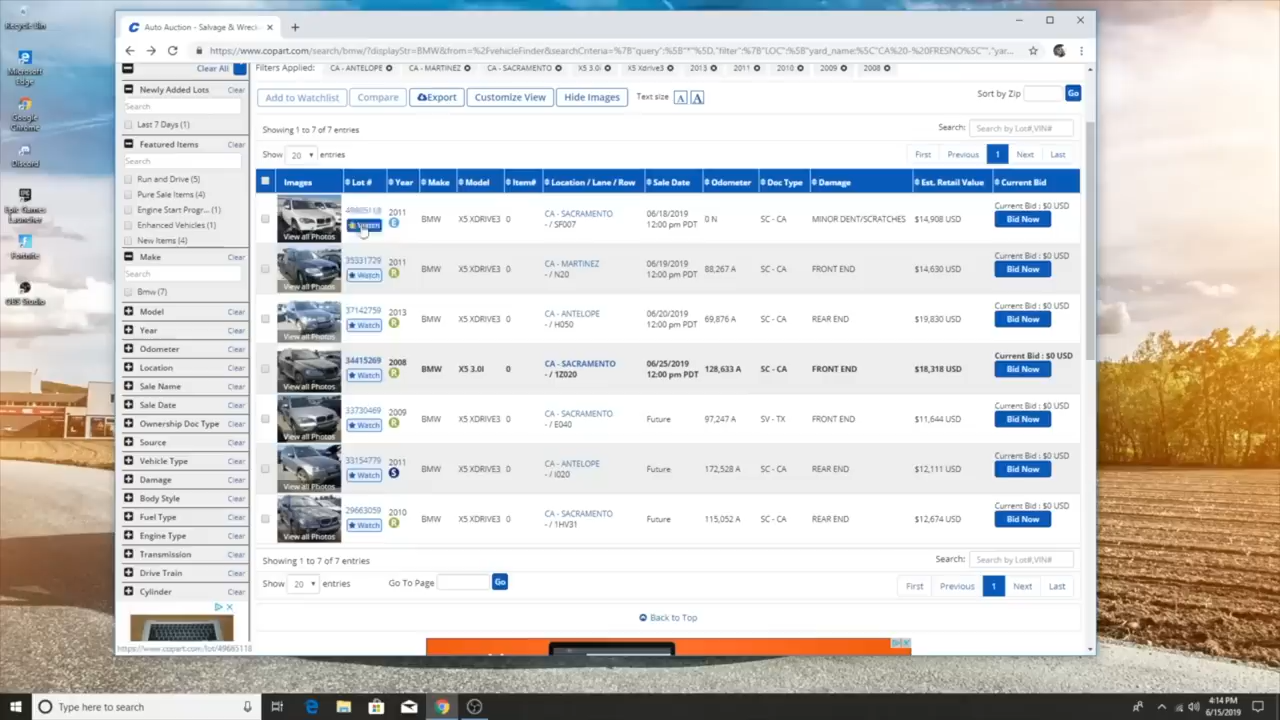 Recycle Bin
Microsoft Edge
Google Chrome
Discord
Epic Games Launcher
Fortnite
OBS Studio
Auto Auction - Salvage & Wreck
https://www.copart.com/search/bmw/?displayStr=BMW&from=%2FvehicleFinder&searchCriteria=%7B"query":%5B"*"%5D,"filter":%7B"LOC":%5B"yard_name:%5C"CA%20-%20FRESNO%5C"","yar...
Clear All
Filters Applied: CA - ANTELOPE CA - MARTINEZ CA - SACRAMENTO X5 3.0i X5 Xdrive3 2013 2011 2010 2009 2008
Add to Watchlist Compare Export Customize View Hide Images Text size A A Sort by Zip Go
Newly Added Lots Clear
Search
Last 7 Days (1)
Featured Items Clear
Search
Run and Drive (5)
Pure Sale Items (4)
Engine Start Progr... (1)
Enhanced Vehicles (1)
New Items (4)
Make Clear
Search
Bmw (7)
Model Clear
Year Clear
Odometer Clear
Location Clear
Sale Name Clear
Sale Date Clear
Ownership Doc Type Clear
Source Clear
Vehicle Type Clear
Damage Clear
Body Style Clear
Fuel Type Clear
Engine Type Clear
Transmission Clear
Drive Train Clear
Cylinder Clear
Showing 1 to 7 of 7 entries Search: Search by Lot#,VIN#
Show 20 entries First Previous 1 Next Last
Images Lot # Year Make Model Item# Location / Lane / Row Sale Date Odometer Doc Type Damage Est. Retail Value Current Bid
View all Photos 49665118 Watch 2011 E BMW X5 XDRIVE3 0 CA - SACRAMENTO / SF007 06/18/2019 12:00 pm PDT 0 N SC - CA MINOR DENT/SCRATCHES $14,908 USD Current Bid : $0 USD Bid Now
View all Photos 35331729 Watch 2011 R BMW X5 XDRIVE3 0 CA - MARTINEZ - / N20 06/19/2019 12:00 pm PDT 88,267 A SC - CA FRONT END $14,630 USD Current Bid : $0 USD Bid Now
View all Photos 37142759 Watch 2013 R BMW X5 XDRIVE3 0 CA - ANTELOPE - / H050 06/20/2019 12:00 pm PDT 69,876 A SC - CA REAR END $19,830 USD Current Bid : $0 USD Bid Now
View all Photos 34415269 Watch 2008 R BMW X5 3.0I 0 CA - SACRAMENTO - / 1Z020 06/25/2019 12:00 pm PDT 128,633 A SC - CA FRONT END $18,318 USD Current Bid : $0 USD Bid Now
View all Photos 33730469 Watch 2009 R BMW X5 XDRIVE3 0 CA - SACRAMENTO - / E040 Future 97,247 A SV - TX FRONT END $11,644 USD Current Bid : $0 USD Bid Now
View all Photos 33154779 Watch 2011 S BMW X5 XDRIVE3 0 CA - ANTELOPE - / I020 Future 172,528 A SC - CA REAR END $12,111 USD Current Bid : $0 USD Bid Now
View all Photos 29663059 Watch 2010 R BMW X5 XDRIVE3 0 CA - SACRAMENTO - / 1HV31 Future 115,052 A SC - CA REAR END $12,674 USD Current Bid : $0 USD Bid Now
Showing 1 to 7 of 7 entries Search: Search by Lot#,VIN#
Show 20 entries Go To Page Go First Previous 1 Next Last
Back to Top
https://www.copart.com/lot/49665118
Type here to search
4:14 PM
6/15/2019